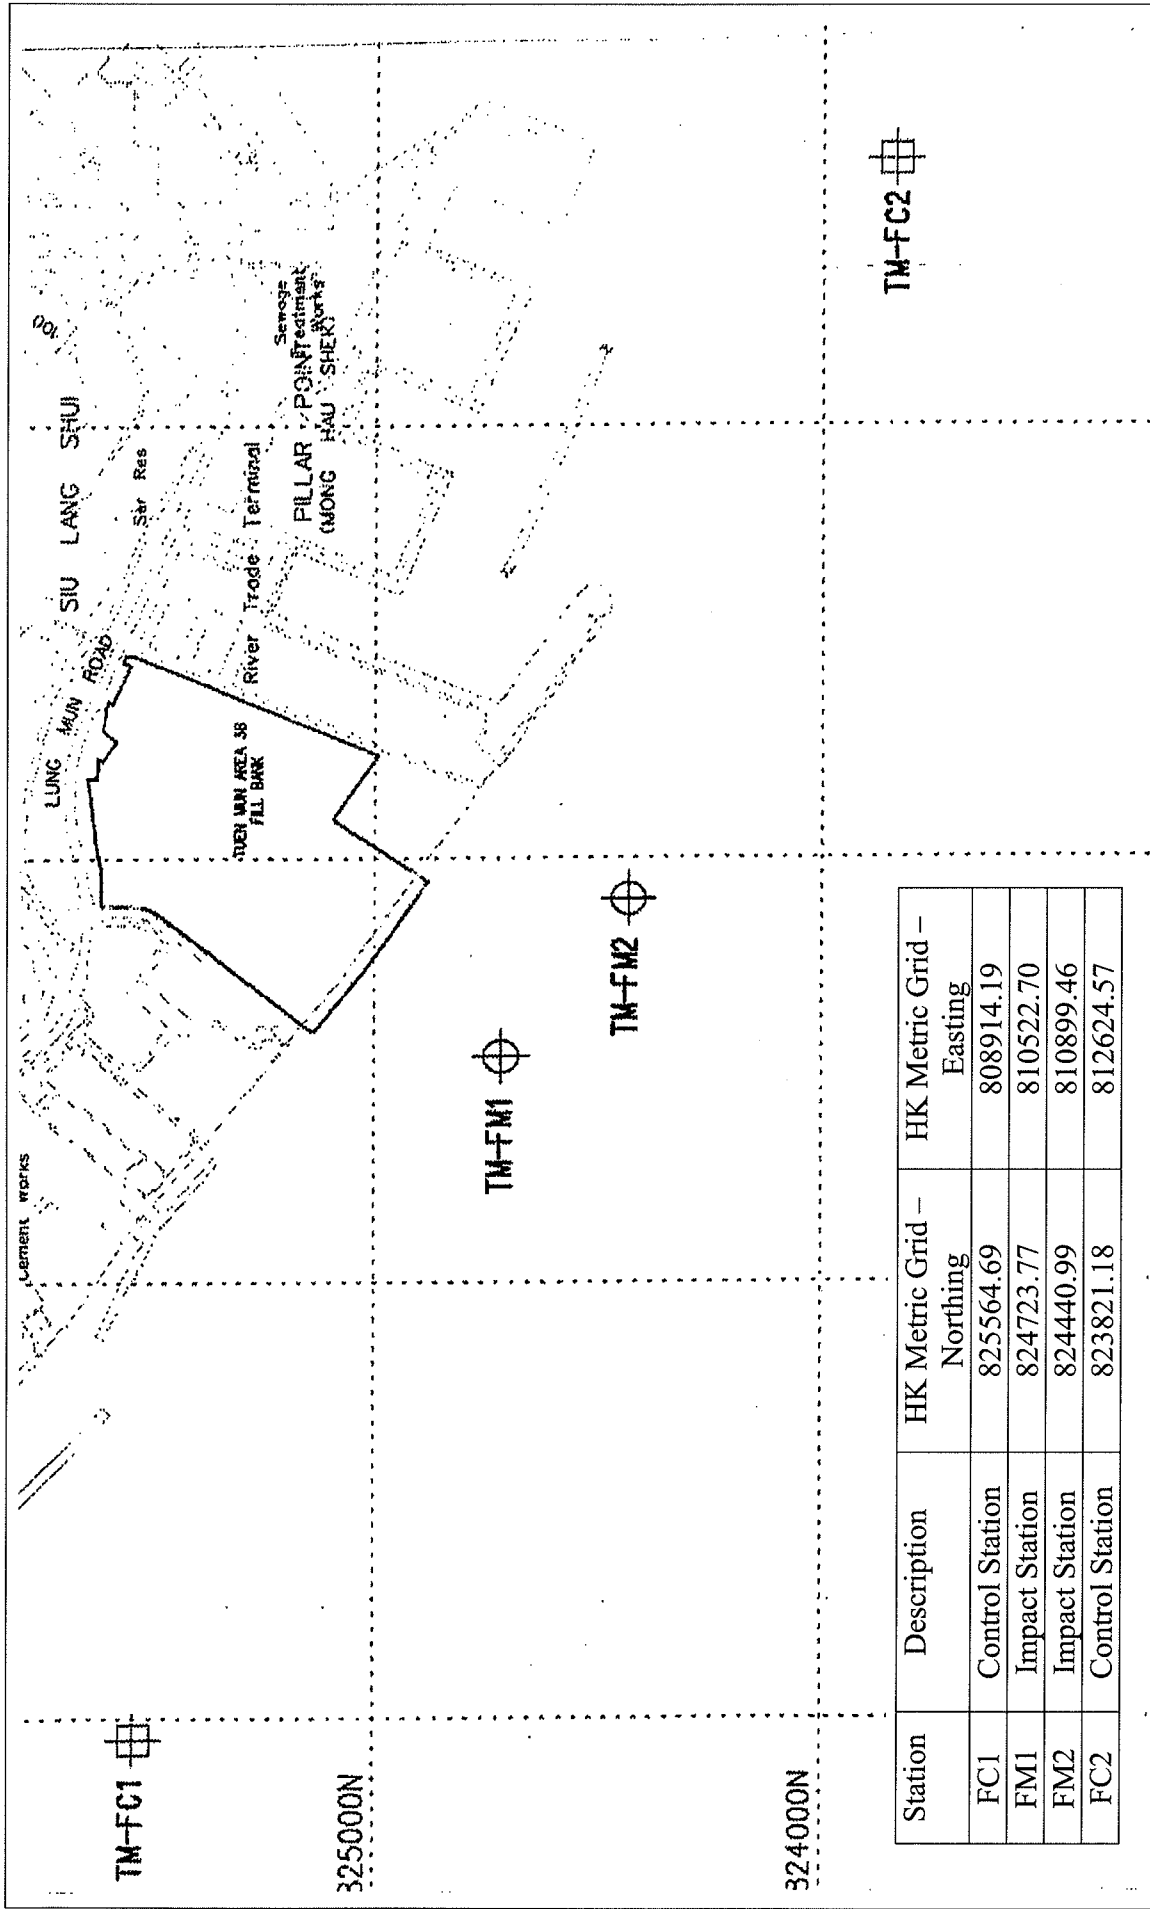 LUNG MUN ROAD
SIU LANG SHUI
100
Ser Res
Cement works
TUEN MUN AREA 38
FILL BANK
River Trade Terminal
Sewage
Treatment
Works
PILLAR POINT
(MONG HAU SHEK)
TM-FC1
825000N
TM-FM1
TM-FM2
824000N
TM-FC2
Station Description HK Metric Grid – Northing HK Metric Grid – Easting
FC1 Control Station 825564.69 808914.19
FM1 Impact Station 824723.77 810522.70
FM2 Impact Station 824440.99 810899.46
FC2 Control Station 823821.18 812624.57